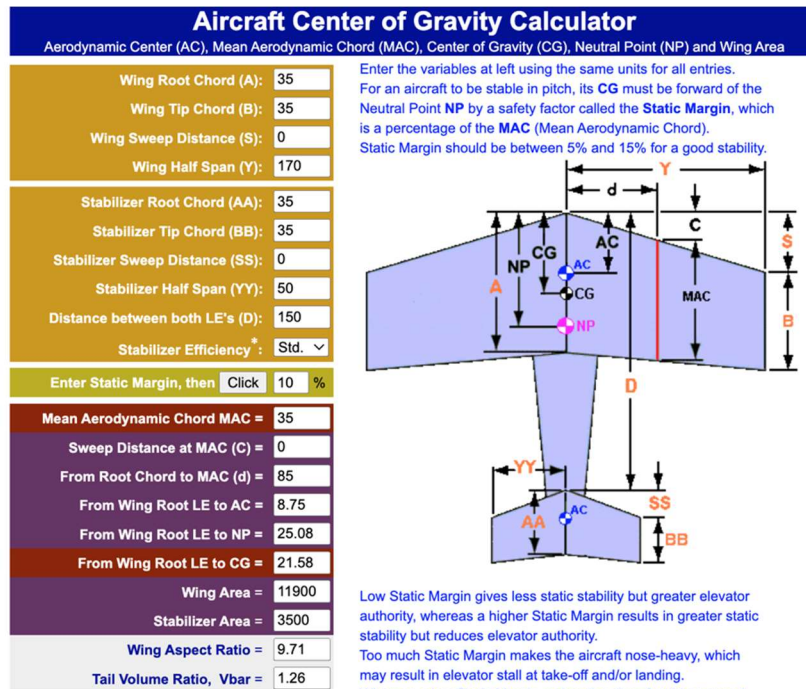 Aircraft Center of Gravity Calculator
Aerodynamic Center (AC), Mean Aerodynamic Chord (MAC), Center of Gravity (CG), Neutral Point (NP) and Wing Area
Wing Root Chord (A): 35
Wing Tip Chord (B): 35
Wing Sweep Distance (S): 0
Wing Half Span (Y): 170
Stabilizer Root Chord (AA): 35
Stabilizer Tip Chord (BB): 35
Stabilizer Sweep Distance (SS): 0
Stabilizer Half Span (YY): 50
Distance between both LE's (D): 150
Stabilizer Efficiency*: Std.
Enter Static Margin, then Click 10 %
Mean Aerodynamic Chord MAC = 35
Sweep Distance at MAC (C) = 0
From Root Chord to MAC (d) = 85
From Wing Root LE to AC = 8.75
From Wing Root LE to NP = 25.08
From Wing Root LE to CG = 21.58
Wing Area = 11900
Stabilizer Area = 3500
Wing Aspect Ratio = 9.71
Tail Volume Ratio, Vbar = 1.26
Enter the variables at left using the same units for all entries.
For an aircraft to be stable in pitch, its CG must be forward of the
Neutral Point NP by a safety factor called the Static Margin, which
is a percentage of the MAC (Mean Aerodynamic Chord).
Static Margin should be between 5% and 15% for a good stability.
Y
d
C
S
AC
CG
NP
A
AC
CG
NP
MAC
B
D
YY
SS
AA
AC
BB
Low Static Margin gives less static stability but greater elevator
authority, whereas a higher Static Margin results in greater static
stability but reduces elevator authority.
Too much Static Margin makes the aircraft nose-heavy, which
may result in elevator stall at take-off and/or landing.